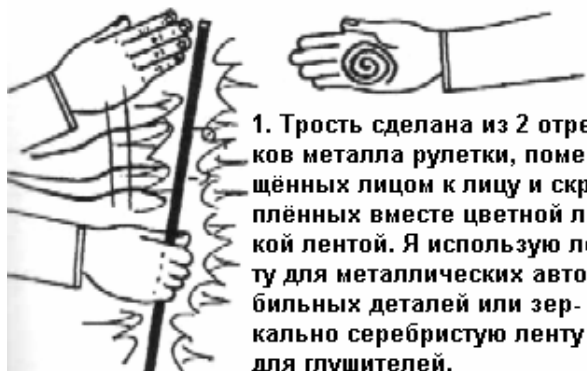 1. Трость сделана из 2 отре
ков металла рулетки, поме
щённых лицом к лицу и скр
плённых вместе цветной л
кой лентой. Я использую ле
ту для металлических авто
бильных деталей или зер-
кально серебристую ленту
для глушителей.